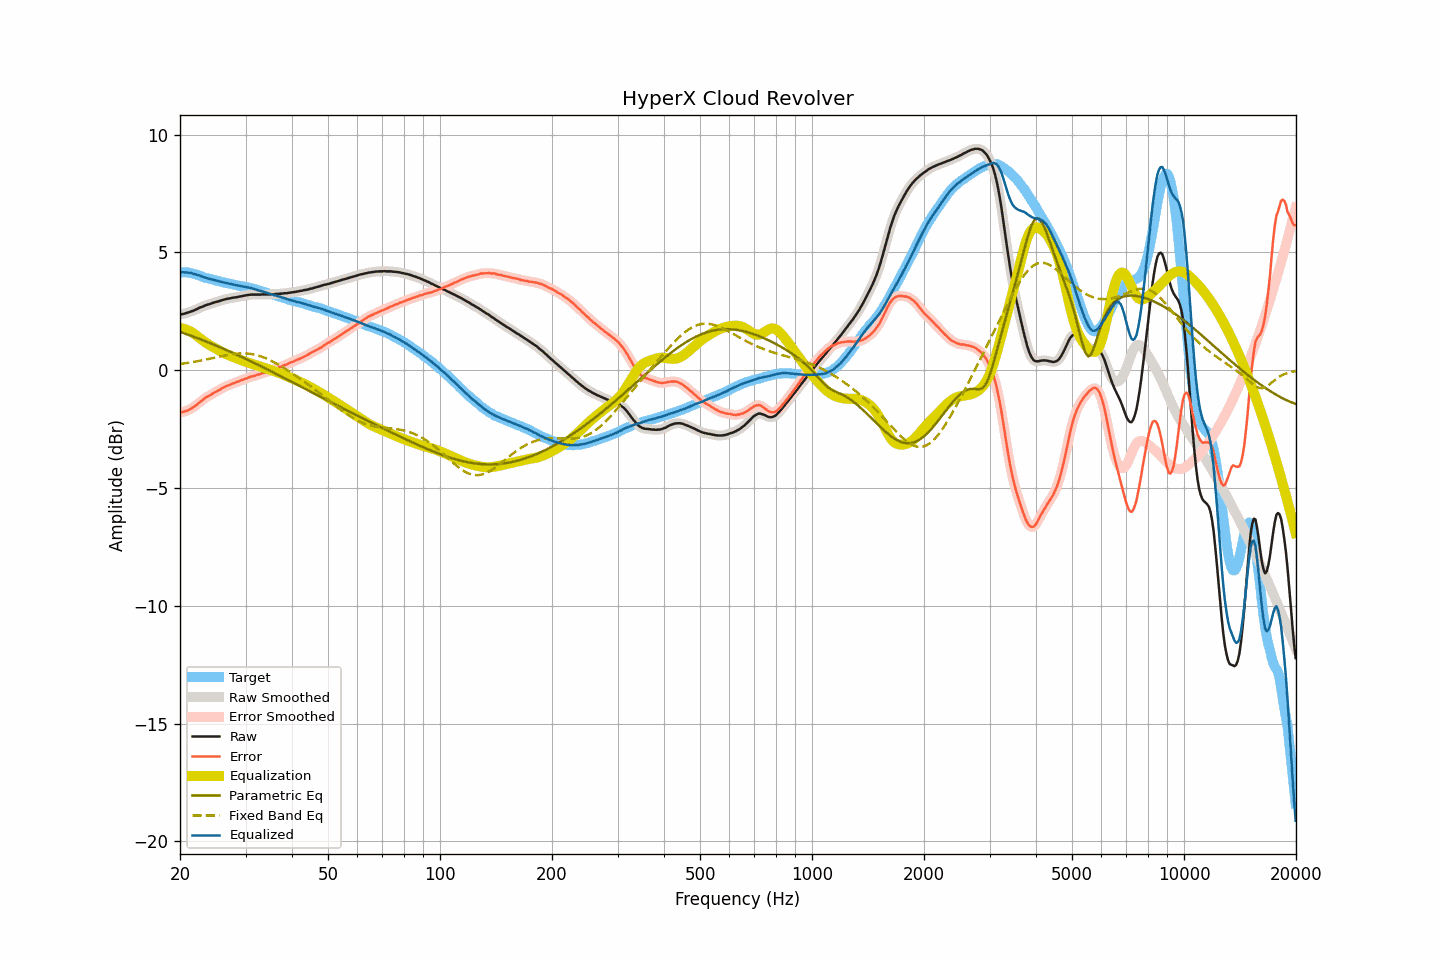 HyperX Cloud Revolver
10
5
0
−5
−10
−15
−20
Amplitude (dBr)
Target
Raw Smoothed
Error Smoothed
Raw
Error
Equalization
Parametric Eq
Fixed Band Eq
Equalized
20 50 100 200 500 1000 2000 5000 10000 20000
Frequency (Hz)